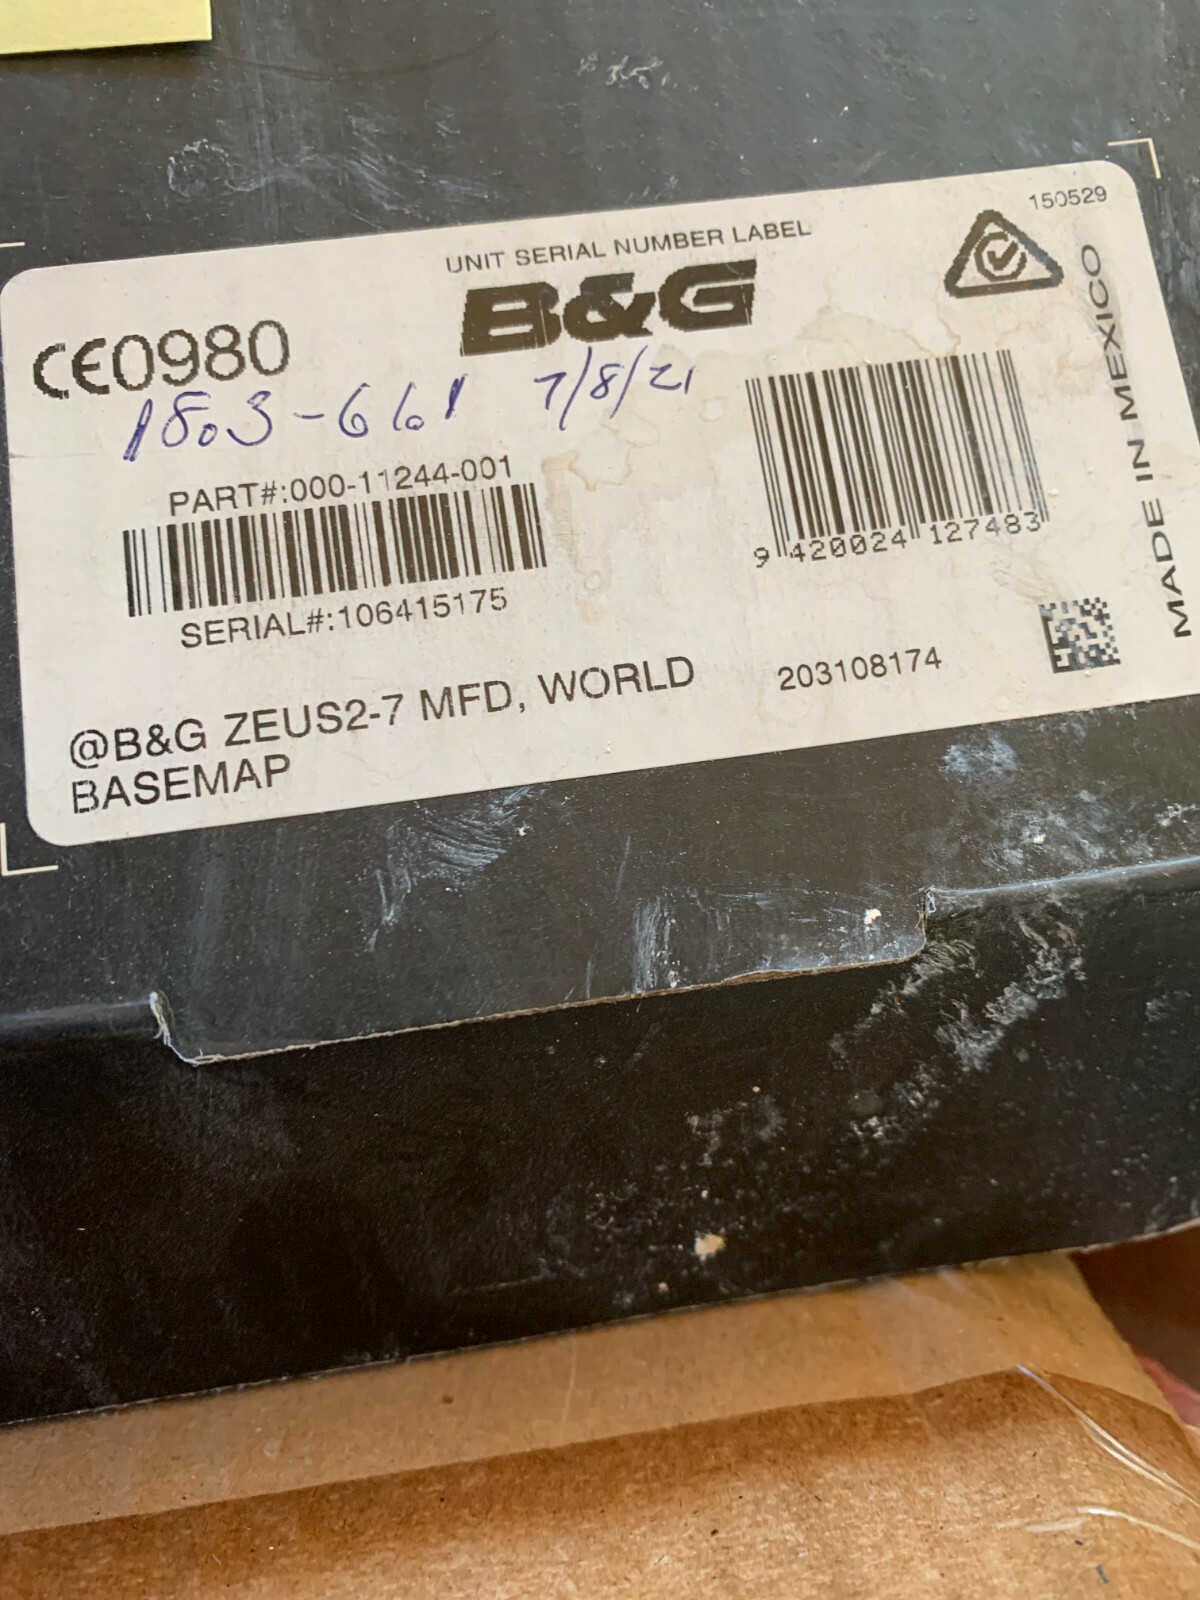 150529
UNIT SERIAL NUMBER LABEL
B&G
CE0980
1803-661 7/8/21
PART#:000-11244-001
SERIAL#:106415175
9 420024 127483
MADE IN MEXICO
203108174
@B&G ZEUS2-7 MFD, WORLD
BASEMAP